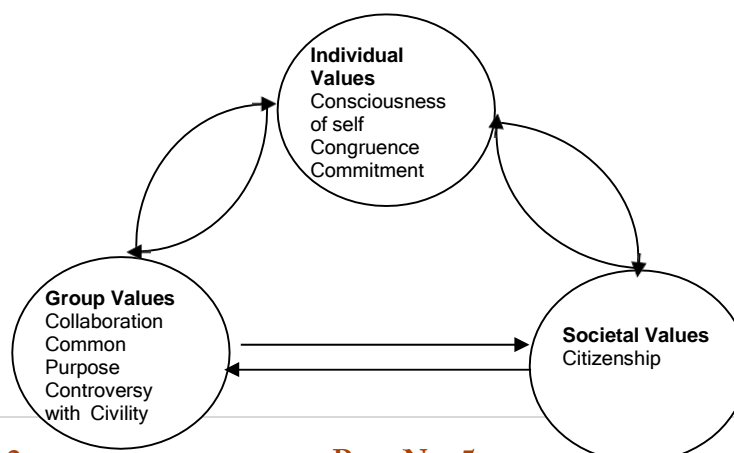 Individual
Values
Consciousness
of self
Congruence
Commitment
Group Values
Collaboration
Common
Purpose
Controversy
with Civility
Societal Values
Citizenship